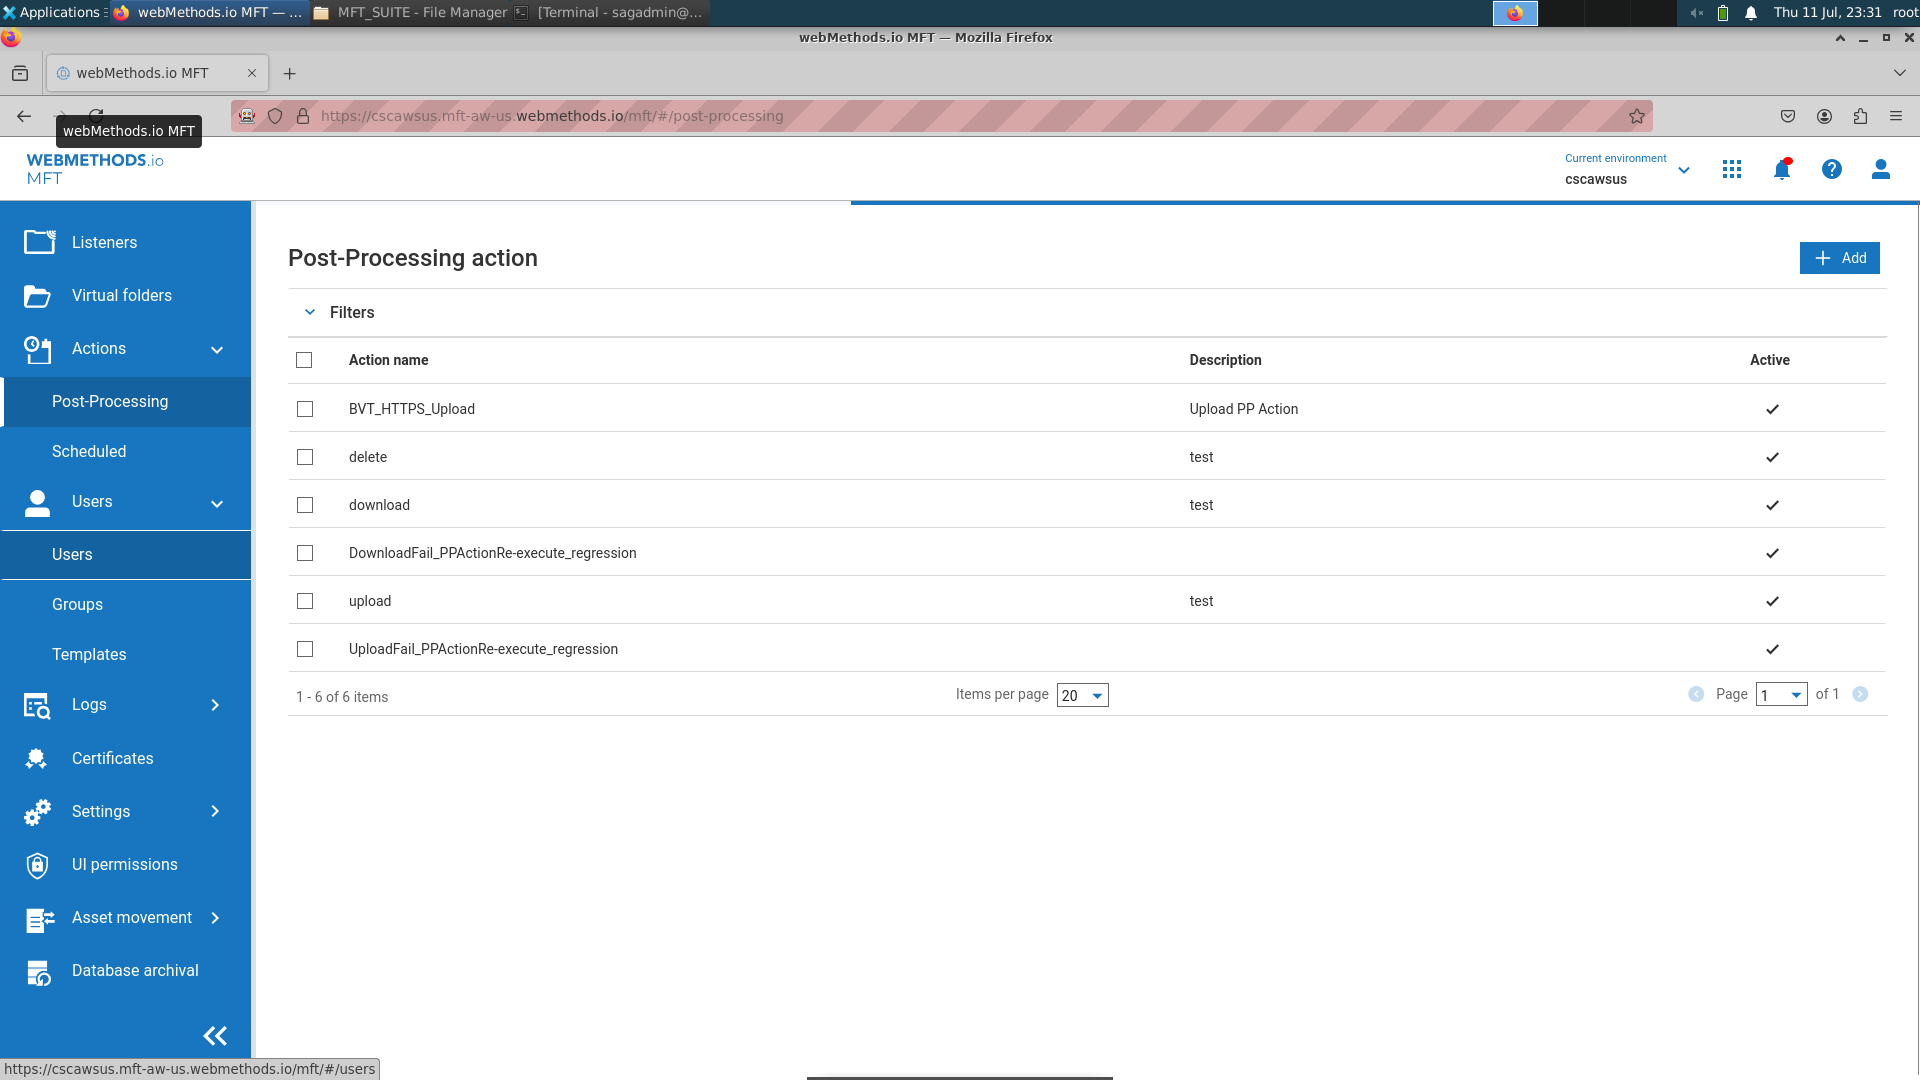 Applications
webMethods.io MFT — ...
MFT_SUITE - File Manager
[Terminal - sagadmin@...
Thu 11 Jul, 23:31
root
webMethods.io MFT — Mozilla Firefox
webMethods.io MFT
https://cscawsus.mft-aw-us.webmethods.io/mft/#/post-processing
webMethods.io MFT
WEBMETHODS.io
MFT
Current environment
cscawsus
Listeners
Virtual folders
Actions
Post-Processing
Scheduled
Users
Users
Groups
Templates
Logs
Certificates
Settings
UI permissions
Asset movement
Database archival
Post-Processing action
Add
Filters
Action name Description Active
BVT_HTTPS_Upload Upload PP Action
delete test
download test
DownloadFail_PPActionRe-execute_regression
upload test
UploadFail_PPActionRe-execute_regression
1 - 6 of 6 items Items per page 20 Page 1 of 1
https://cscawsus.mft-aw-us.webmethods.io/mft/#/users